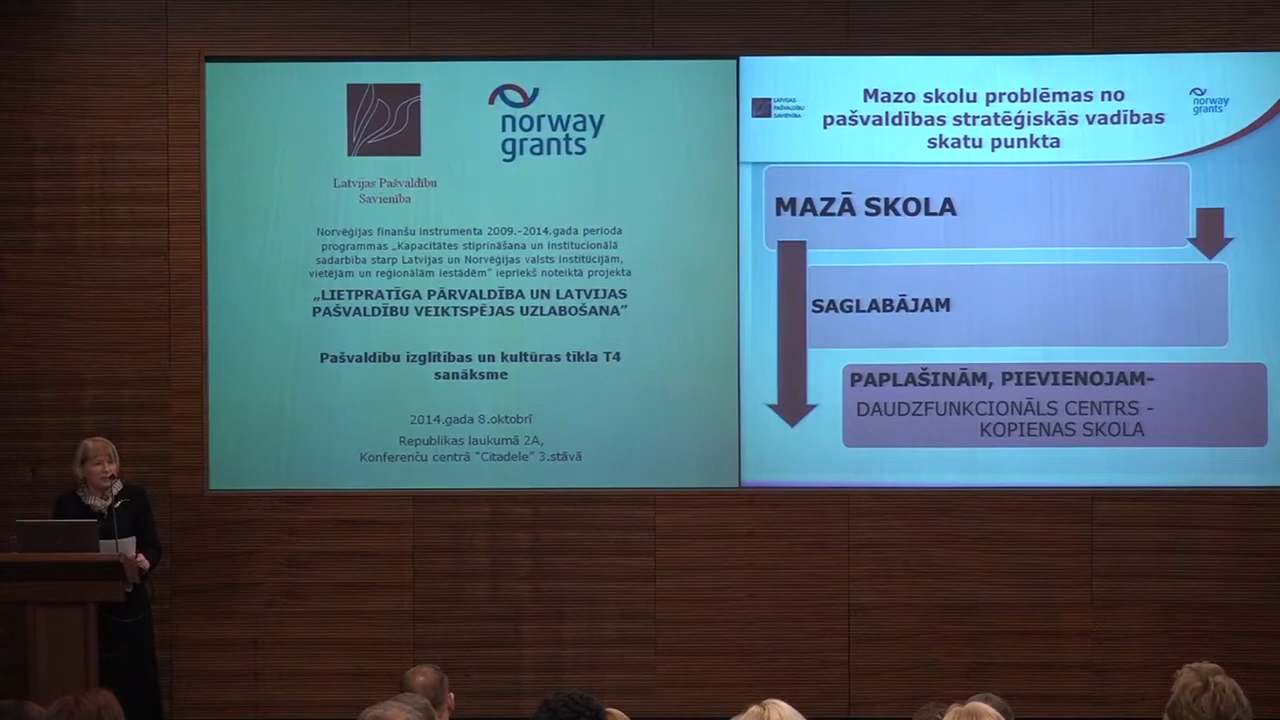 norway
grants
Latvijas Pašvaldību
Savienība
Norvēģijas finanšu instrumenta 2009.-2014.gada perioda
programmas „Kapacitātes stiprināšana un institucionālā
sadarbība starp Latvijas un Norvēģijas valsts institūcijām,
vietējām un reģionālām iestādēm” iepriekš noteiktā projekta
„LIETPRATĪGA PĀRVALDĪBA UN LATVIJAS
PAŠVALDĪBU VEIKTSPĒJAS UZLABOŠANA”
Pašvaldību izglītības un kultūras tīkla T4
sanāksme
2014.gada 8.oktobrī
Republikas laukumā 2A,
Konferenču centrā “Citadele” 3.stāvā
LATVIJAS
PAŠVALDĪBU
SAVIENĪBA
Mazo skolu problēmas no
pašvaldības stratēģiskās vadības
skatu punkta
norway
grants
MAZĀ SKOLA
SAGLABĀJAM
PAPLAŠINĀM, PIEVIENOJAM-
DAUDZFUNKCIONĀLS CENTRS -
KOPIENAS SKOLA